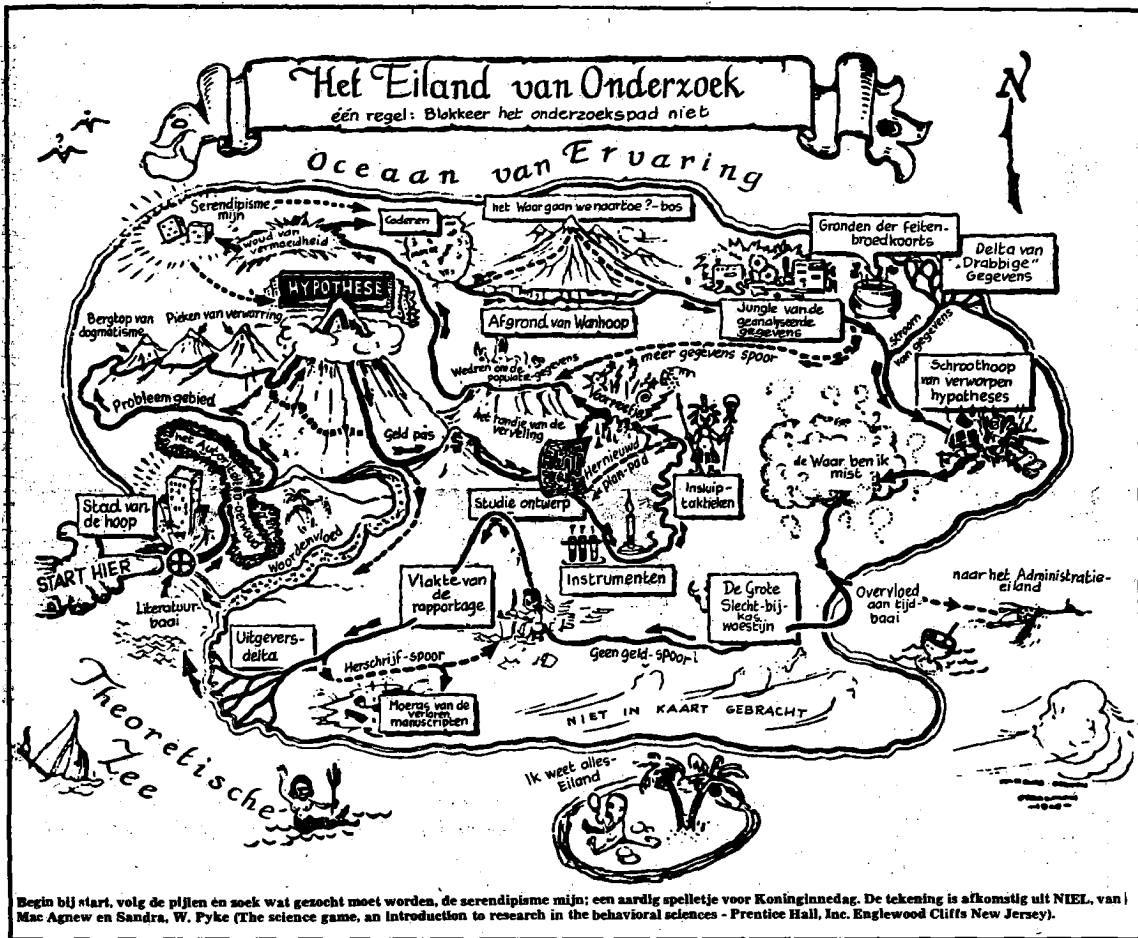 Het Eiland van Onderzoek
één regel: Blokkeer het onderzoekspad niet
N
Oceaan van Ervaring
Serendipisme
mijn
Coderen
het Waar gaan we naartoe?-bos
Gronden der feiten-
broedkoorts
Delta van
„Drabbige"
Gegevens
woud van
vermoeidheid
HYPOTHESE
Bergtop van
dogmatisme
Pieken van verwarring
Afgrond van Wanhoop
Jungle van de
geanalyseerde
gegevens
Stroom
van gegevens
Wedren om de
populatie-gegevens
meer gegevens spoor
Schroothoop
van verworpen
hypotheses
Probleemgebied
Geld pas
het randje van de
verveling
Hernieuwd
plan-pad
de Waar ben ik
mist
Stad van
de hoop
Studie ontwerp
Insluip
taktieken
Woordenvloed
START HIER
Instrumenten
Literatuur-
baai
Vlakte van
de
rapportage
De Grote
Slecht-bij-
kas
woestijn
Overvloed
aan tijd-
baai
naar het Administratie-
eiland
Uitgevers-
delta
Herschrijf-spoor
Geen geld-spoor
Moeras van de
verloren
manuscripten
NIET IN KAART GEBRACHT
Theoretische
Zee
Ik weet alles-
Eiland
Begin bij start, volg de pijlen en zoek wat gezocht moet worden, de serendipisme mijn; een aardig spelletje voor Koninginnedag. De tekening is afkomstig uit NIEL, van
Mac Agnew en Sandra, W. Pyke (The science game, an introduction to research in the behavioral sciences - Prentice Hall, Inc. Englewood Cliffs New Jersey).